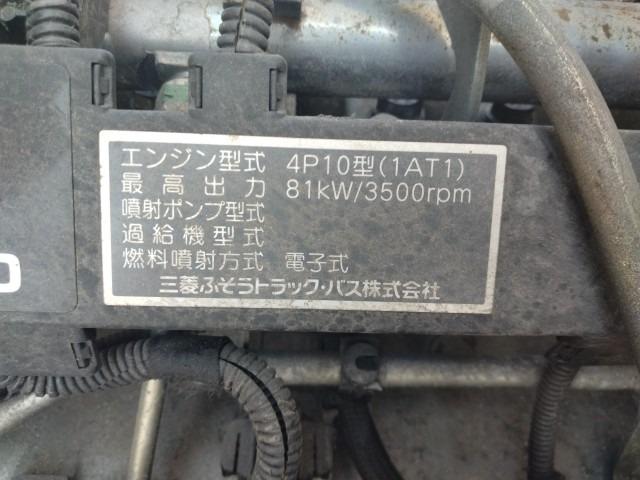 エンジン型式 4P10型(1AT1)
最高出力 81kW/3500rpm
噴射ポンプ型式
過給機型式
燃料噴射方式 電子式
三菱ふそうトラック・バス株式会社